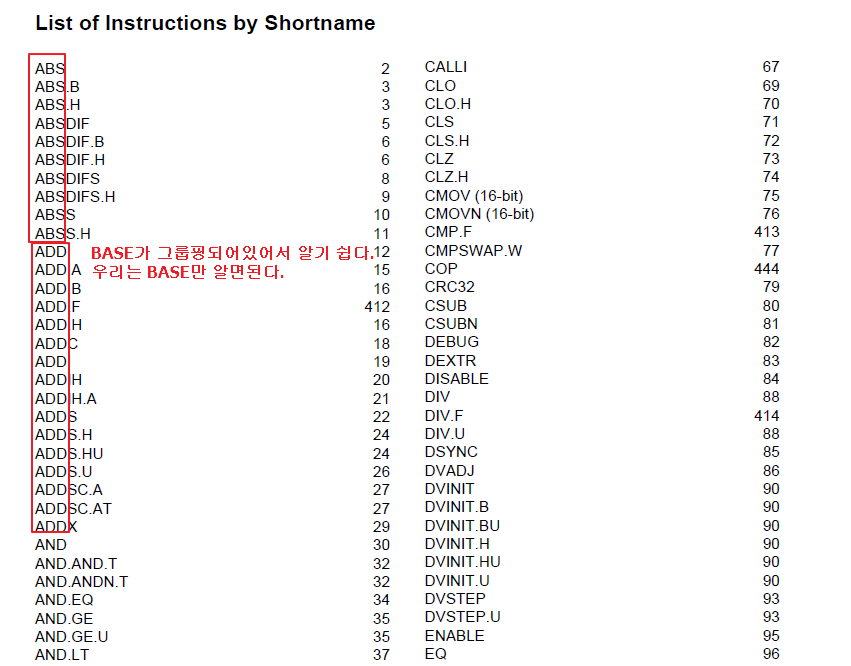 List of Instructions by Shortname
ABS 2
ABS.B 3
ABS.H 3
ABSDIF 5
ABSDIF.B 6
ABSDIF.H 6
ABSDIFS 8
ABSDIFS.H 9
ABSS 10
ABSS.H 11
ADD 12
BASE가 그룹핑되어있어서 알기 쉽다.
우리는 BASE만 알면된다.
ADD.A 15
ADD.B 16
ADD.F 412
ADD.H 16
ADDC 18
ADDI 19
ADDIH 20
ADDIH.A 21
ADDS 22
ADDS.H 24
ADDS.HU 24
ADDS.U 26
ADDSC.A 27
ADDSC.AT 27
ADDX 29
AND 30
AND.AND.T 32
AND.ANDN.T 32
AND.EQ 34
AND.GE 35
AND.GE.U 35
AND.LT 37
CALLI 67
CLO 69
CLO.H 70
CLS 71
CLS.H 72
CLZ 73
CLZ.H 74
CMOV (16-bit) 75
CMOVN (16-bit) 76
CMP.F 413
CMPSWAP.W 77
COP 444
CRC32 79
CSUB 80
CSUBN 81
DEBUG 82
DEXTR 83
DISABLE 84
DIV 88
DIV.F 414
DIV.U 88
DSYNC 85
DVADJ 86
DVINIT 90
DVINIT.B 90
DVINIT.BU 90
DVINIT.H 90
DVINIT.HU 90
DVINIT.U 90
DVSTEP 93
DVSTEP.U 93
ENABLE 95
EQ 96